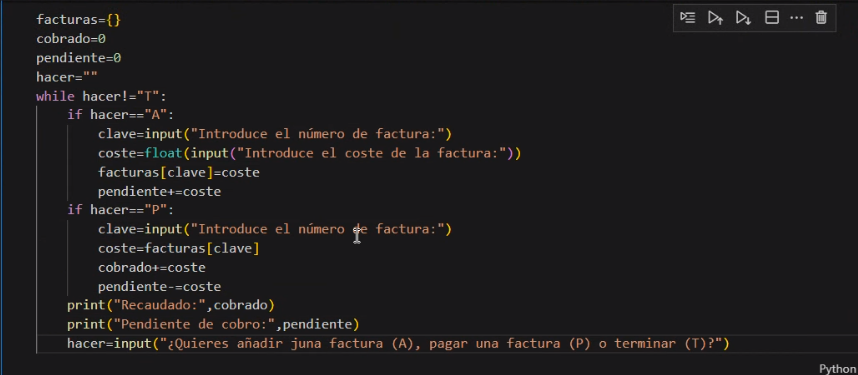 facturas={}
cobrado=0
pendiente=0
hacer=""
while hacer!="T":
    if hacer=="A":
        clave=input("Introduce el número de factura:")
        coste=float(input("Introduce el coste de la factura:"))
        facturas[clave]=coste
        pendiente+=coste
    if hacer=="P":
        clave=input("Introduce el número de factura:")
        coste=facturas[clave]
        cobrado+=coste
        pendiente-=coste
    print("Recaudado:",cobrado)
    print("Pendiente de cobro:",pendiente)
    hacer=input("¿Quieres añadir juna factura (A), pagar una factura (P) o terminar (T)?")
Python